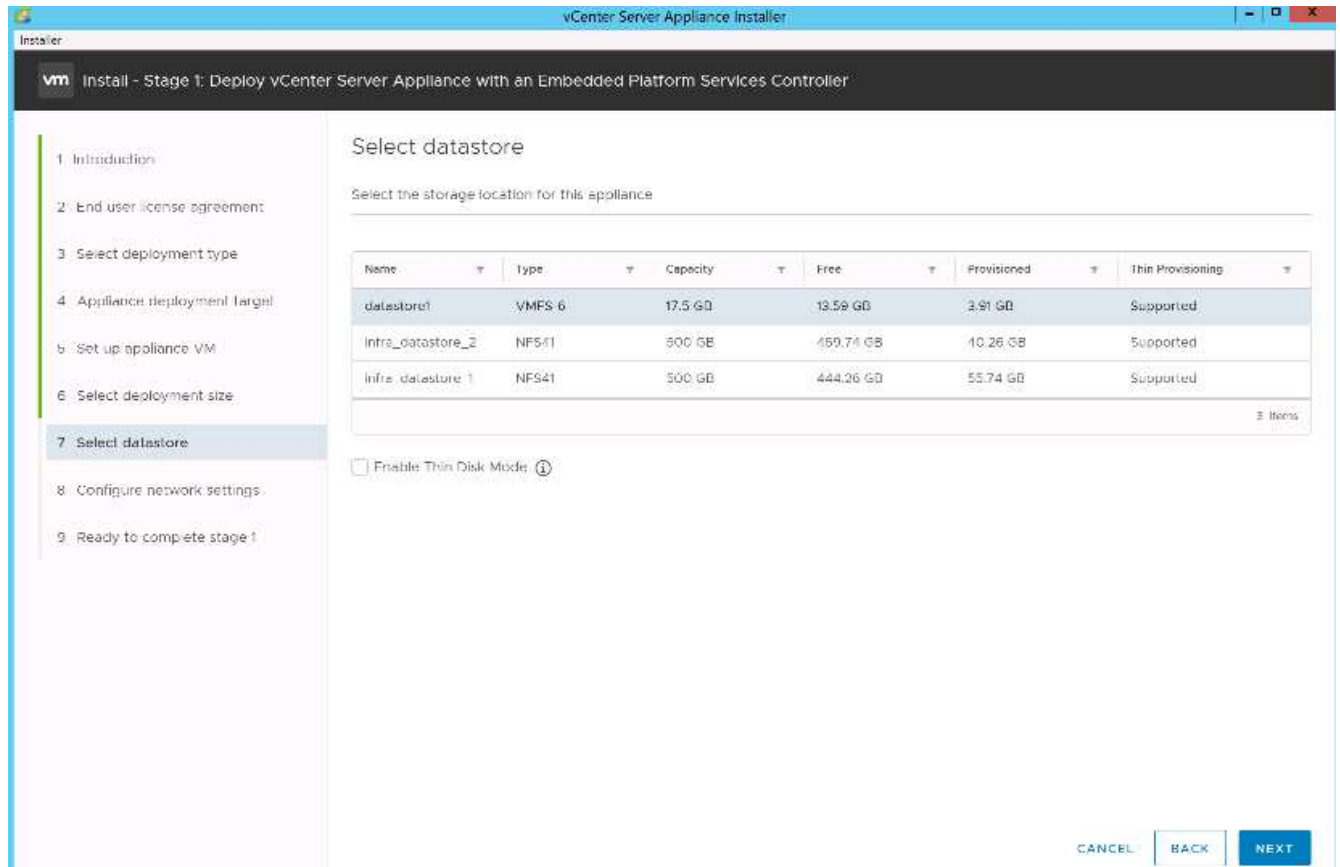 vCenter Server Appliance Installer
Installer
vm Install - Stage 1: Deploy vCenter Server Appliance with an Embedded Platform Services Controller
1 Introduction
2 End user license agreement
3 Select deployment type
4 Appliance deployment target
5 Set up appliance VM
6 Select deployment size
7 Select datastore
8 Configure network settings
9 Ready to complete stage 1
Select datastore
Select the storage location for this appliance
Name Type Capacity Free Provisioned Thin Provisioning
datastore1 VMFS-6 17.5 GB 13.59 GB 3.91 GB Supported
infra_datastore_2 NFS41 500 GB 459.74 GB 40.26 GB Supported
infra_datastore_1 NFS41 500 GB 444.26 GB 55.74 GB Supported
3 items
Enable Thin Disk Mode
CANCEL BACK NEXT